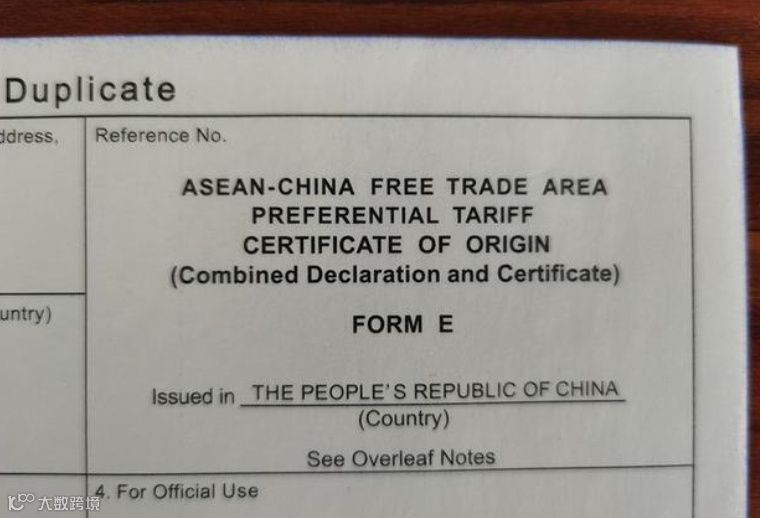 Duplicate
ddress,
Reference No.
ASEAN-CHINA FREE TRADE AREA
PREFERENTIAL TARIFF
CERTIFICATE OF ORIGIN
(Combined Declaration and Certificate)
untry)
FORM E
Issued in THE PEOPLE'S REPUBLIC OF CHINA
(Country)
See Overleaf Notes
4. For Official Use
大数跨境